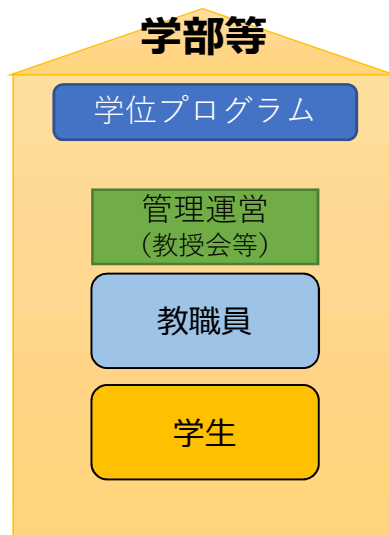 学部等
学位プログラム
管理運営
（教授会等）
教職員
学生